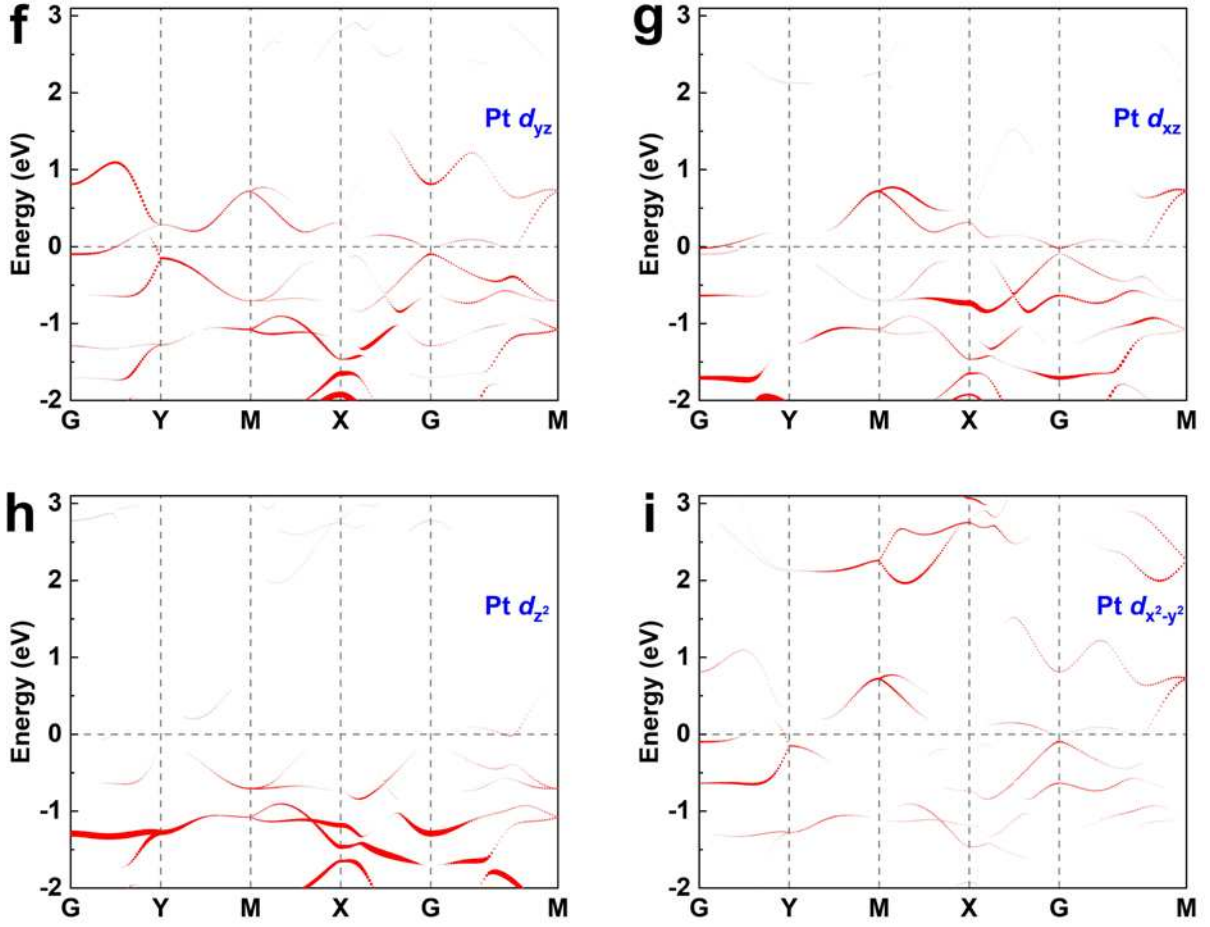 f
3
2
1
0
-1
-2
Energy (eV)
Pt dyz
G Y M X G M
g
3
2
1
0
-1
-2
Energy (eV)
Pt dxz
G Y M X G M
h
3
2
1
0
-1
-2
Energy (eV)
Pt dz²
G Y M X G M
i
3
2
1
0
-1
-2
Energy (eV)
Pt dx²-y²
G Y M X G M